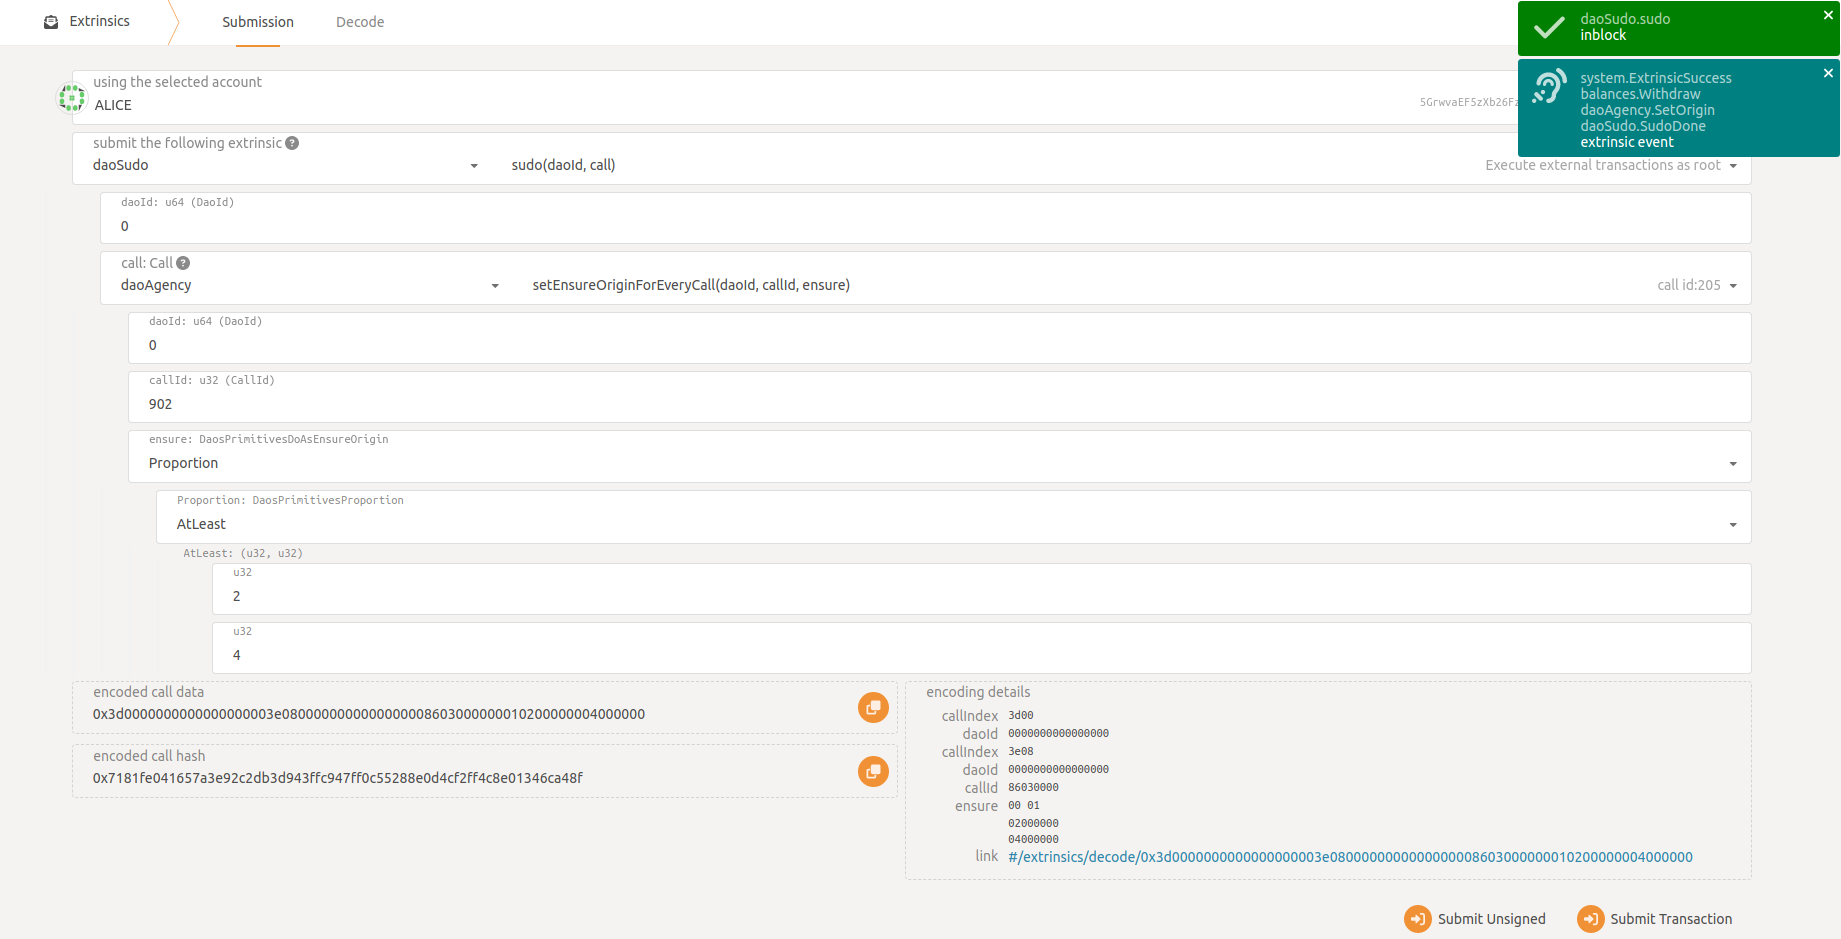 Extrinsics
Submission
Decode
daoSudo.sudo
inblock
system.ExtrinsicSuccess
balances.Withdraw
daoAgency.SetOrigin
daoSudo.SudoDone
extrinsic event
using the selected account
ALICE
5GrwvaEF5zXb26Fz
submit the following extrinsic ?
daoSudo
sudo(daoId, call)
Execute external transactions as root
daoId: u64 (DaoId)
0
call: Call ?
daoAgency
setEnsureOriginForEveryCall(daoId, callId, ensure)
call id:205
daoId: u64 (DaoId)
0
callId: u32 (CallId)
902
ensure: DaosPrimitivesDoAsEnsureOrigin
Proportion
Proportion: DaosPrimitivesProportion
AtLeast
AtLeast: (u32, u32)
u32
2
u32
4
encoded call data
0x3d0000000000000000003e0800000000000000008603000000010200000004000000
encoded call hash
0x7181fe041657a3e92c2db3d943ffc947ff0c55288e0d4cf2ff4c8e01346ca48f
encoding details
callIndex 3d00
daoId 0000000000000000
callIndex 3e08
daoId 0000000000000000
callId 86030000
ensure 00 01
02000000
04000000
link #/extrinsics/decode/0x3d0000000000000000003e0800000000000000008603000000010200000004000000
Submit Unsigned
Submit Transaction